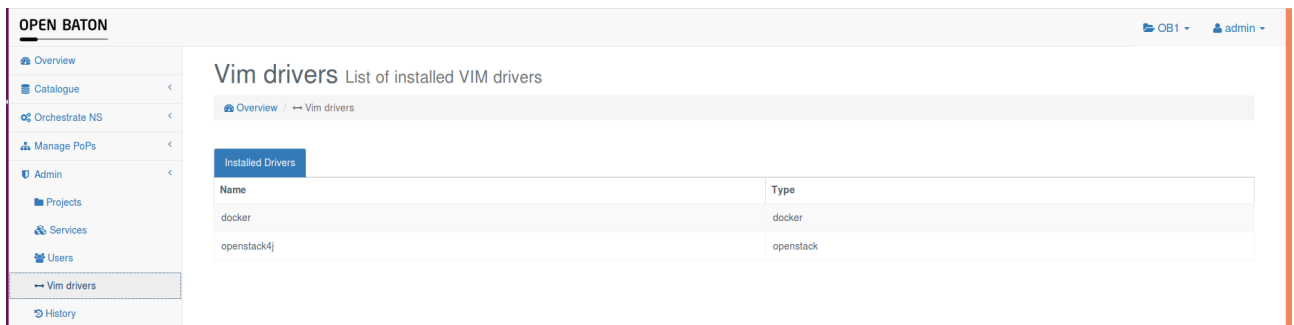 OPEN BATON
OB1
admin
Overview
Catalogue
Orchestrate NS
Manage PoPs
Admin
Projects
Services
Users
Vim drivers
History
Vim drivers List of installed VIM drivers
Overview / Vim drivers
Installed Drivers
Name Type
docker docker
openstack4j openstack